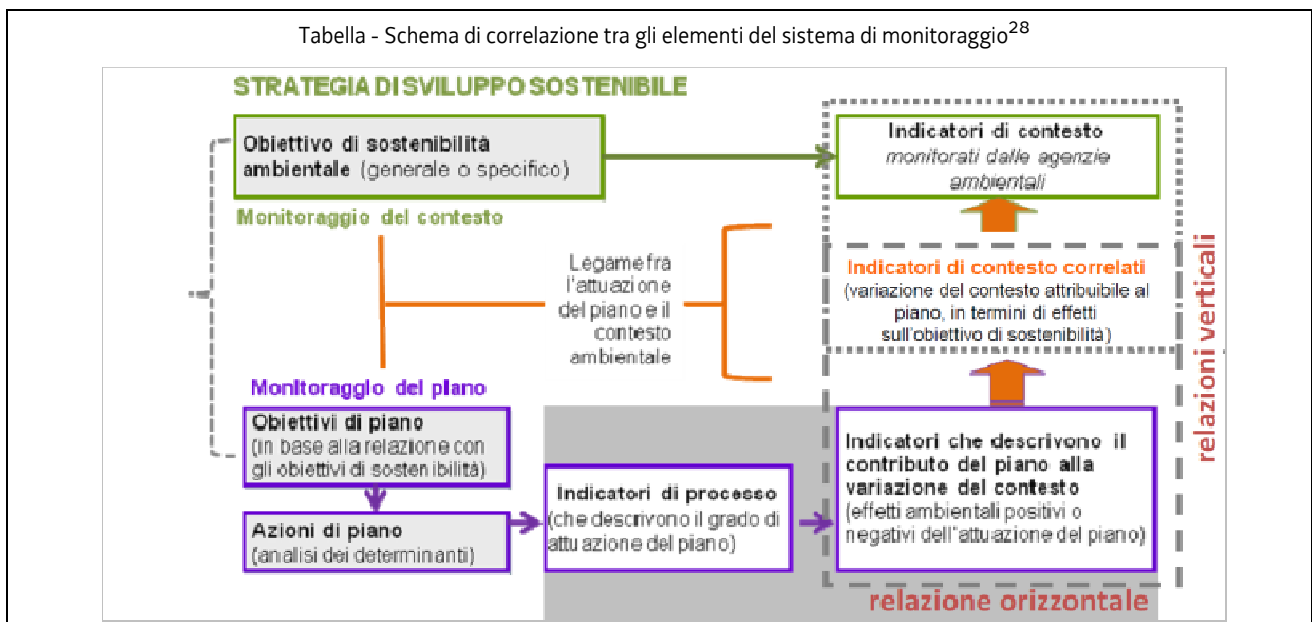 Tabella - Schema di correlazione tra gli elementi del sistema di monitoraggio28
STRATEGIA DI SVILUPPO SOSTENIBILE
Obiettivo di sostenibilità
ambientale (generale o specifico)
Indicatori di contesto
monitorati dalle agenzie
ambientali
Monitoraggio del contesto
Legame fra
l'attuazione
del piano e il
contesto
ambientale
Indicatori di contesto correlati
(variazione del contesto attribuibile al
piano, in termini di effetti
sull'obiettivo di sostenibilità)
relazioni verticali
Monitoraggio del piano
Obiettivi di piano
(in base alla relazione con
gli obiettivi di sostenibilità)
Azioni di piano
(analisi dei determinanti)
Indicatori di processo
(che descrivono il grado di
attuazione del piano)
Indicatori che descrivono il
contributo del piano alla
variazione del contesto
(effetti ambientali positivi o
negativi dell'attuazione del piano)
relazione orizzontale